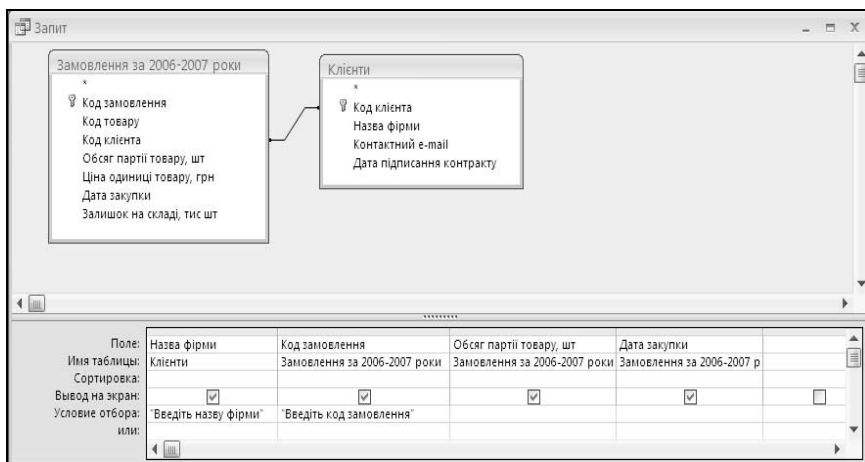 Запит
Замовлення за 2006-2007 роки
*
Код замовлення
Код товару
Код клієнта
Обсяг партії товару, шт
Ціна одиниці товару, грн
Дата закупки
Залишок на складі, тис шт
Клієнти
*
Код клієнта
Назва фірми
Контактний e-mail
Дата підписання контракту
Поле: Назва фірми Код замовлення Обсяг партії товару, шт Дата закупки
Имя таблицы: Клієнти Замовлення за 2006-2007 роки Замовлення за 2006-2007 роки Замовлення за 2006-2007 р
Сортировка:
Вывод на экран:
Условие отбора: "Введіть назву фірми" "Введіть код замовлення"
или: